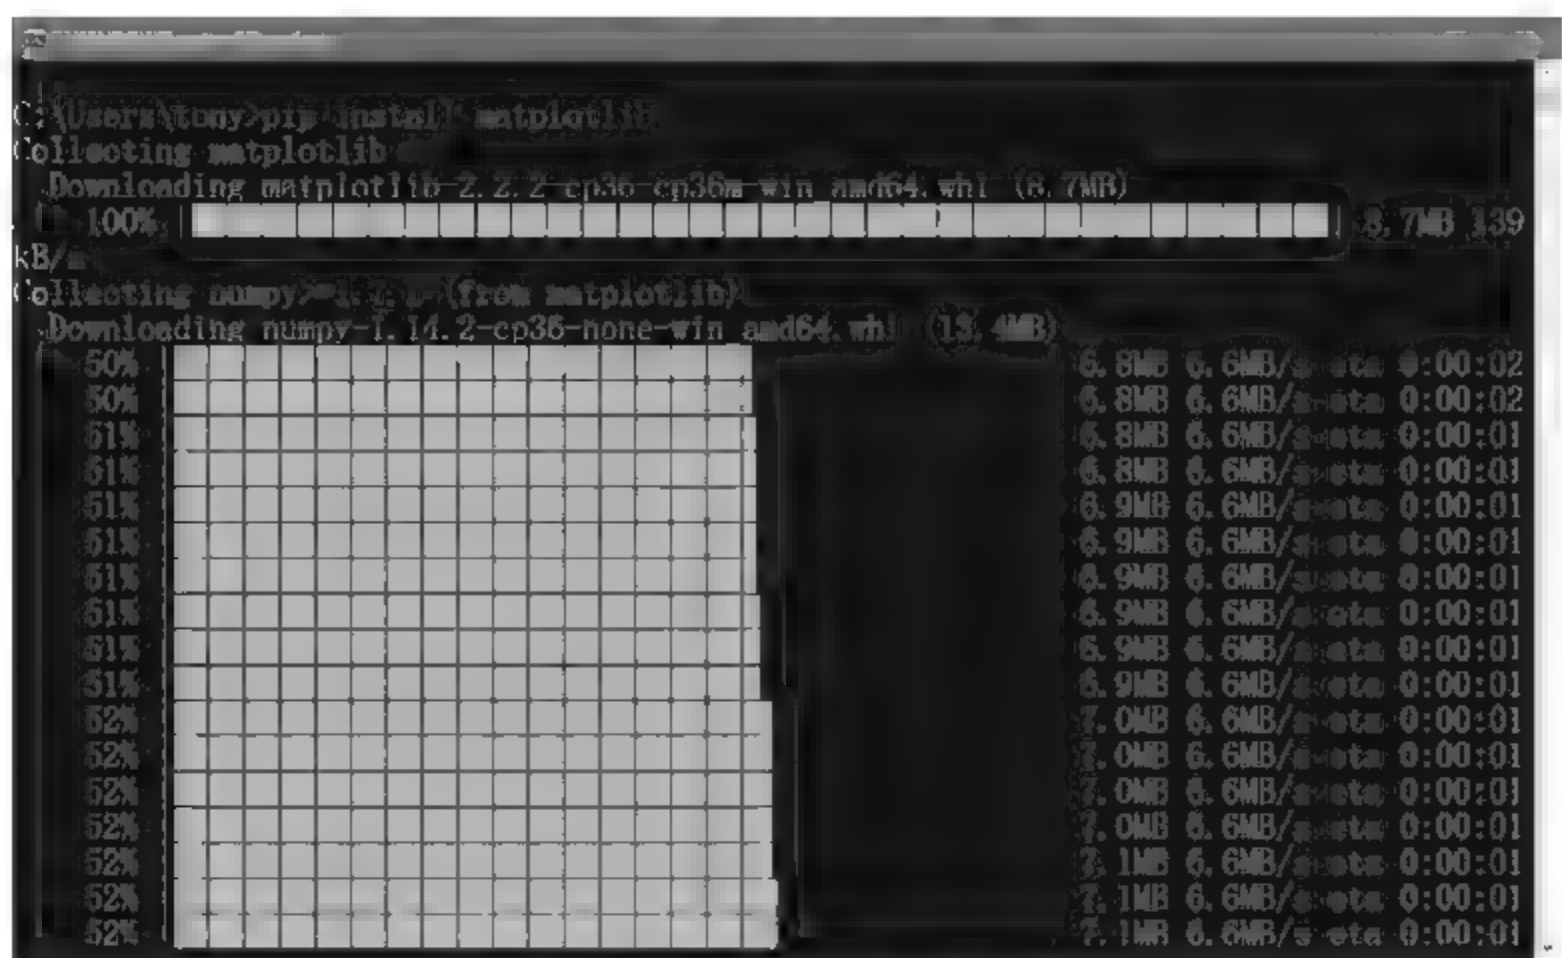 C:\Users\tony>pip install matplotlib
Collecting matplotlib
Downloading matplotlib-2.2.2-cp36-cp36m-win_amd64.whl (8.7MB)
100% 8.7MB 139
kB/s
Collecting numpy (from matplotlib)
Downloading numpy-1.14.2-cp36-none-win_amd64.whl (13.4MB)
50% 6.8MB 6.6MB/s eta 0:00:02
50% 6.8MB 6.6MB/s eta 0:00:02
51% 6.8MB 6.6MB/s eta 0:00:01
51% 6.8MB 6.6MB/s eta 0:00:01
51% 6.9MB 6.6MB/s eta 0:00:01
51% 6.9MB 6.6MB/s eta 0:00:01
51% 6.9MB 6.6MB/s eta 0:00:01
51% 6.9MB 6.6MB/s eta 0:00:01
51% 6.9MB 6.6MB/s eta 0:00:01
51% 6.9MB 6.6MB/s eta 0:00:01
52% 7.0MB 6.6MB/s eta 0:00:01
52% 7.0MB 6.6MB/s eta 0:00:01
52% 7.0MB 6.6MB/s eta 0:00:01
52% 7.0MB 6.6MB/s eta 0:00:01
52% 7.1MB 6.6MB/s eta 0:00:01
52% 7.1MB 6.6MB/s eta 0:00:01
52% 7.1MB 6.6MB/s eta 0:00:01